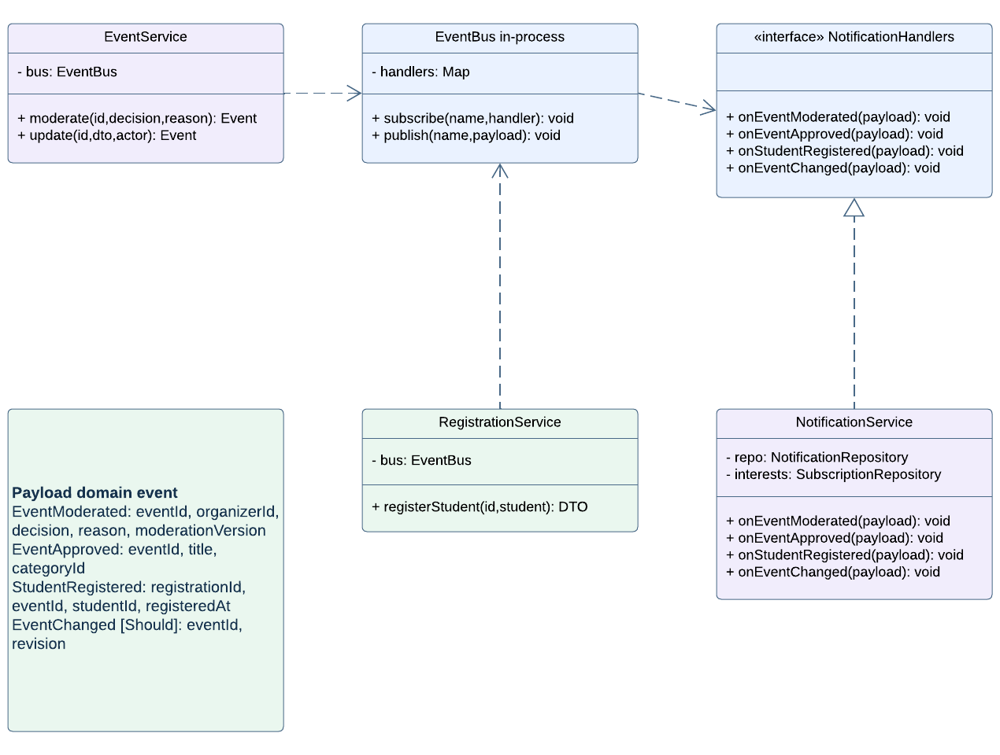 EventService
- bus: EventBus
+ moderate(id,decision,reason): Event
+ update(id,dto,actor): Event
EventBus in-process
- handlers: Map
+ subscribe(name,handler): void
+ publish(name,payload): void
«interface» NotificationHandlers
+ onEventModerated(payload): void
+ onEventApproved(payload): void
+ onStudentRegistered(payload): void
+ onEventChanged(payload): void
Payload domain event
EventModerated: eventId, organizerId,
decision, reason, moderationVersion
EventApproved: eventId, title,
categoryId
StudentRegistered: registrationId,
eventId, studentId, registeredAt
EventChanged [Should]: eventId,
revision
RegistrationService
- bus: EventBus
+ registerStudent(id,student): DTO
NotificationService
- repo: NotificationRepository
- interests: SubscriptionRepository
+ onEventModerated(payload): void
+ onEventApproved(payload): void
+ onStudentRegistered(payload): void
+ onEventChanged(payload): void